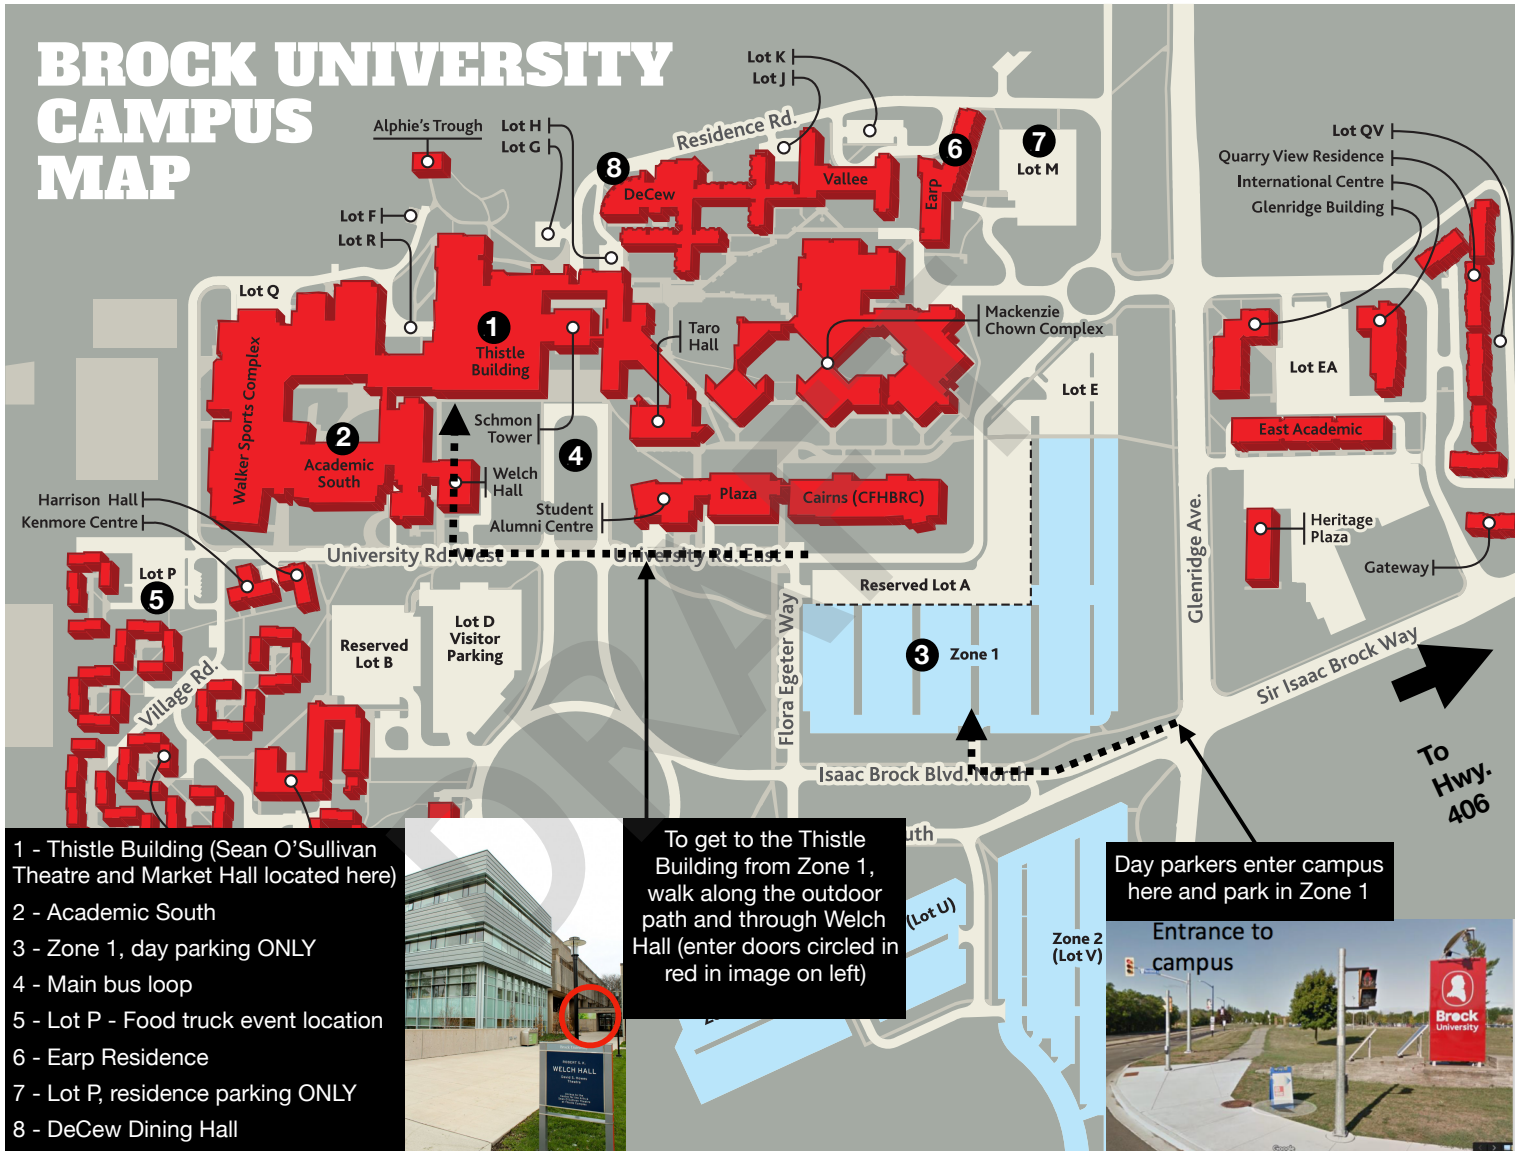 BROCK UNIVERSITY
CAMPUS
MAP
Lot K
Lot J
Residence Rd.
Alphie's Trough
Lot H
Lot G
8
DeCew
Vallee
6
Earp
7
Lot M
Lot QV
Quarry View Residence
International Centre
Glenridge Building
Lot F
Lot R
Lot Q
1
Thistle
Building
Taro
Hall
Mackenzie
Chown Complex
Walker Sports Complex
2
Academic
South
Schmon
Tower
4
Welch
Hall
Student
Alumni Centre
Plaza
Cairns (CFHBRC)
Lot E
Lot EA
East Academic
Glenridge Ave.
Heritage
Plaza
Gateway
Harrison Hall
Kenmore Centre
University Rd. West
University Rd. East
Lot P
5
Reserved Lot A
Reserved
Lot B
Lot D
Visitor
Parking
Flora Egeter Way
3
Zone 1
Village Rd.
Sir Isaac Brock Way
To
Hwy.
406
Isaac Brock Blvd. North
uth
(Lot U)
Zone 2
(Lot V)
DRAFT
1 - Thistle Building (Sean O'Sullivan
Theatre and Market Hall located here)
2 - Academic South
3 - Zone 1, day parking ONLY
4 - Main bus loop
5 - Lot P - Food truck event location
6 - Earp Residence
7 - Lot P, residence parking ONLY
8 - DeCew Dining Hall
WELCH HALL
To get to the Thistle
Building from Zone 1,
walk along the outdoor
path and through Welch
Hall (enter doors circled in
red in image on left)
Day parkers enter campus
here and park in Zone 1
Entrance to
campus
Brock
University
Google